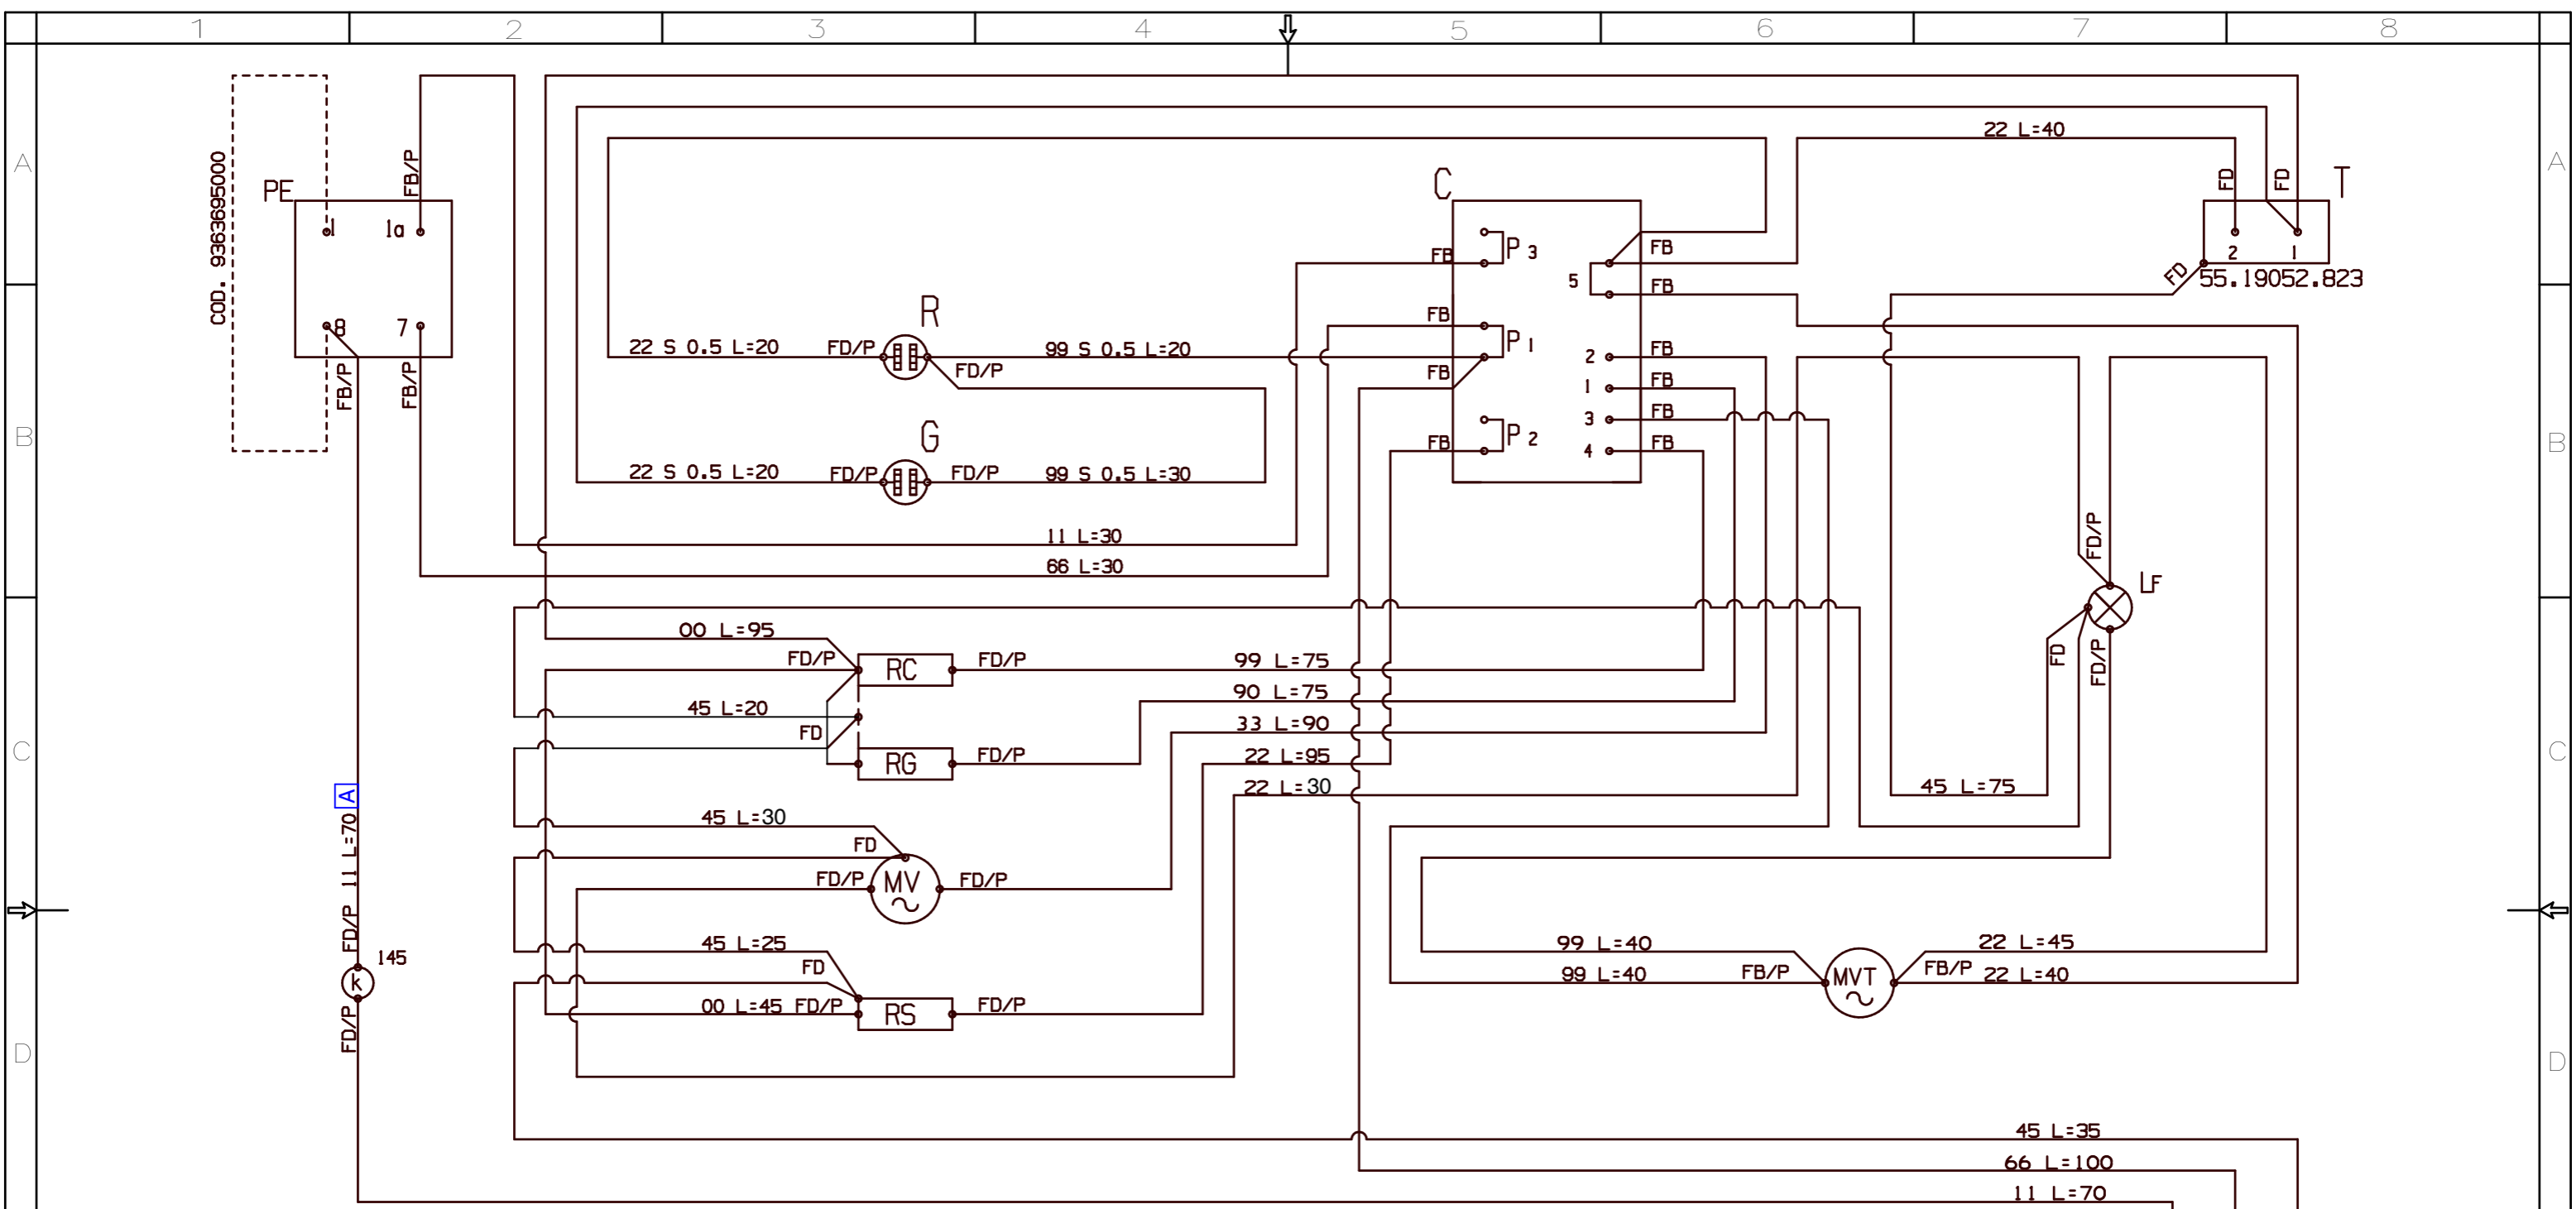 1 2 3 4 5 6 7 8
A
A
B
B
C
C
D
D
COD. 9363695000
PE
1
1a
8
7
FB/P
FB/P
FB/P
A
11 L=70
FD/P
k
145
FD/P
R
22 S 0.5 L=20
FD/P
99 S 0.5 L=20
FD/P
G
22 S 0.5 L=20
FD/P
FD/P
99 S 0.5 L=30
11 L=30
66 L=30
C
FB
P 3
FB
P 1
FB
FB
P 2
5
2
1
3
4
FB
FB
FB
FB
FB
FB
22 L=40
FD
FD
T
2
1
FD
55.19052.823
00 L=95
FD/P
RC
FD/P
99 L=75
45 L=20
FD
90 L=75
33 L=90
RG
FD/P
22 L=95
22 L=30
45 L=30
FD
FD/P
MV
FD/P
45 L=25
FD
00 L=45 FD/P
RS
FD/P
FD/P
LF
FD
FD/P
45 L=75
99 L=40
99 L=40
FB/P
MVT
22 L=45
FB/P
22 L=40
45 L=35
66 L=100
11 L=70